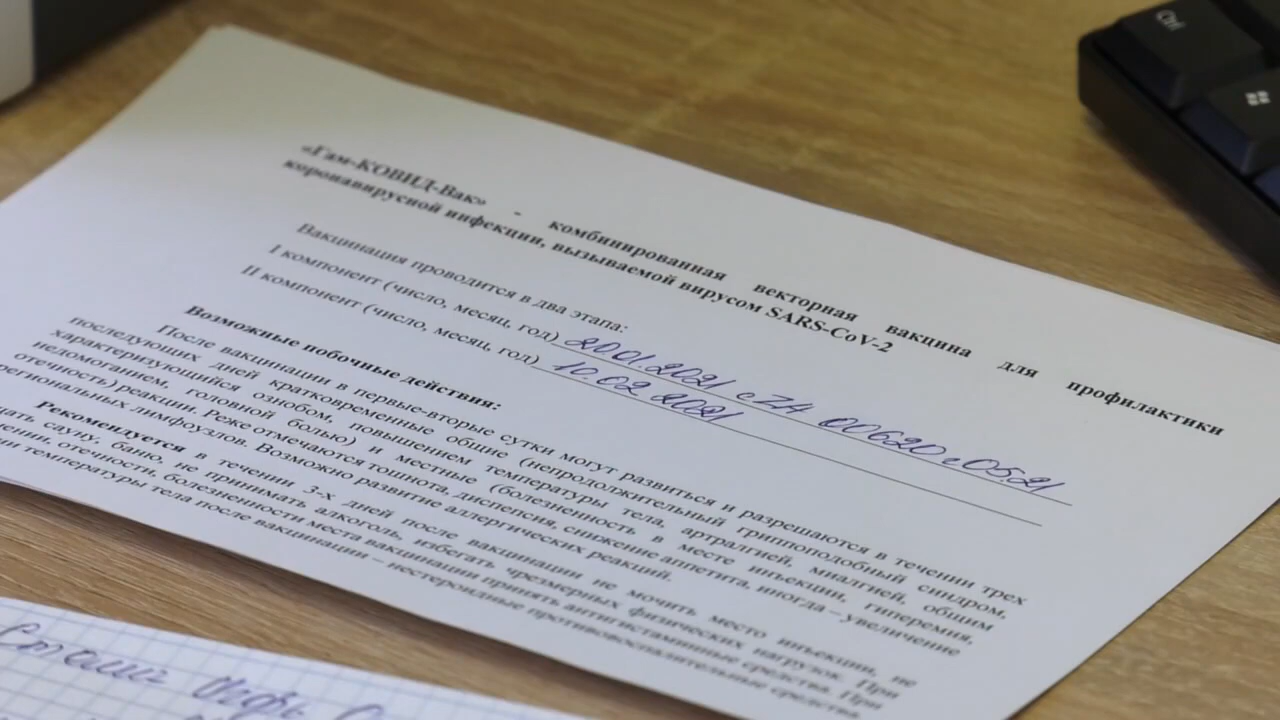 Ctrl
«Гам-КОВИД-Вак» - комбинированная векторная вакцина для профилактики
коронавирусной инфекции, вызываемой вирусом SARS-CoV-2
Вакцинация проводится в два этапа:
I компонент (число, месяц, год) 20.01.2021 с ZA 00620 с 05.21
II компонент (число, месяц, год) 10.02 2021
Возможные побочные действия:
После вакцинации в первые-вторые сутки могут развиться и разрешаются в течении трех
последующих дней кратковременные общие (непродолжительный гриппоподобный синдром,
характеризующийся ознобом, повышением температуры тела, артралгией, миалгией, общим
недомоганием, головной болью) и местные (болезненность в месте инъекции, гиперемия,
отечность) реакции. Реже отмечаются тошнота, диспепсия, снижение аппетита, иногда – увеличение
региональных лимфоузлов. Возможно развитие аллергических реакций.
Рекомендуется в течении 3-х дней после вакцинации не мочить место инъекции, не
сауну, баню, не принимать алкоголь, избегать чрезмерных физических нагрузок. При
отечности, болезненности места вакцинации принять антигистаминные средства. При
температуры тела после вакцинации – нестероидные противовоспалительные средства